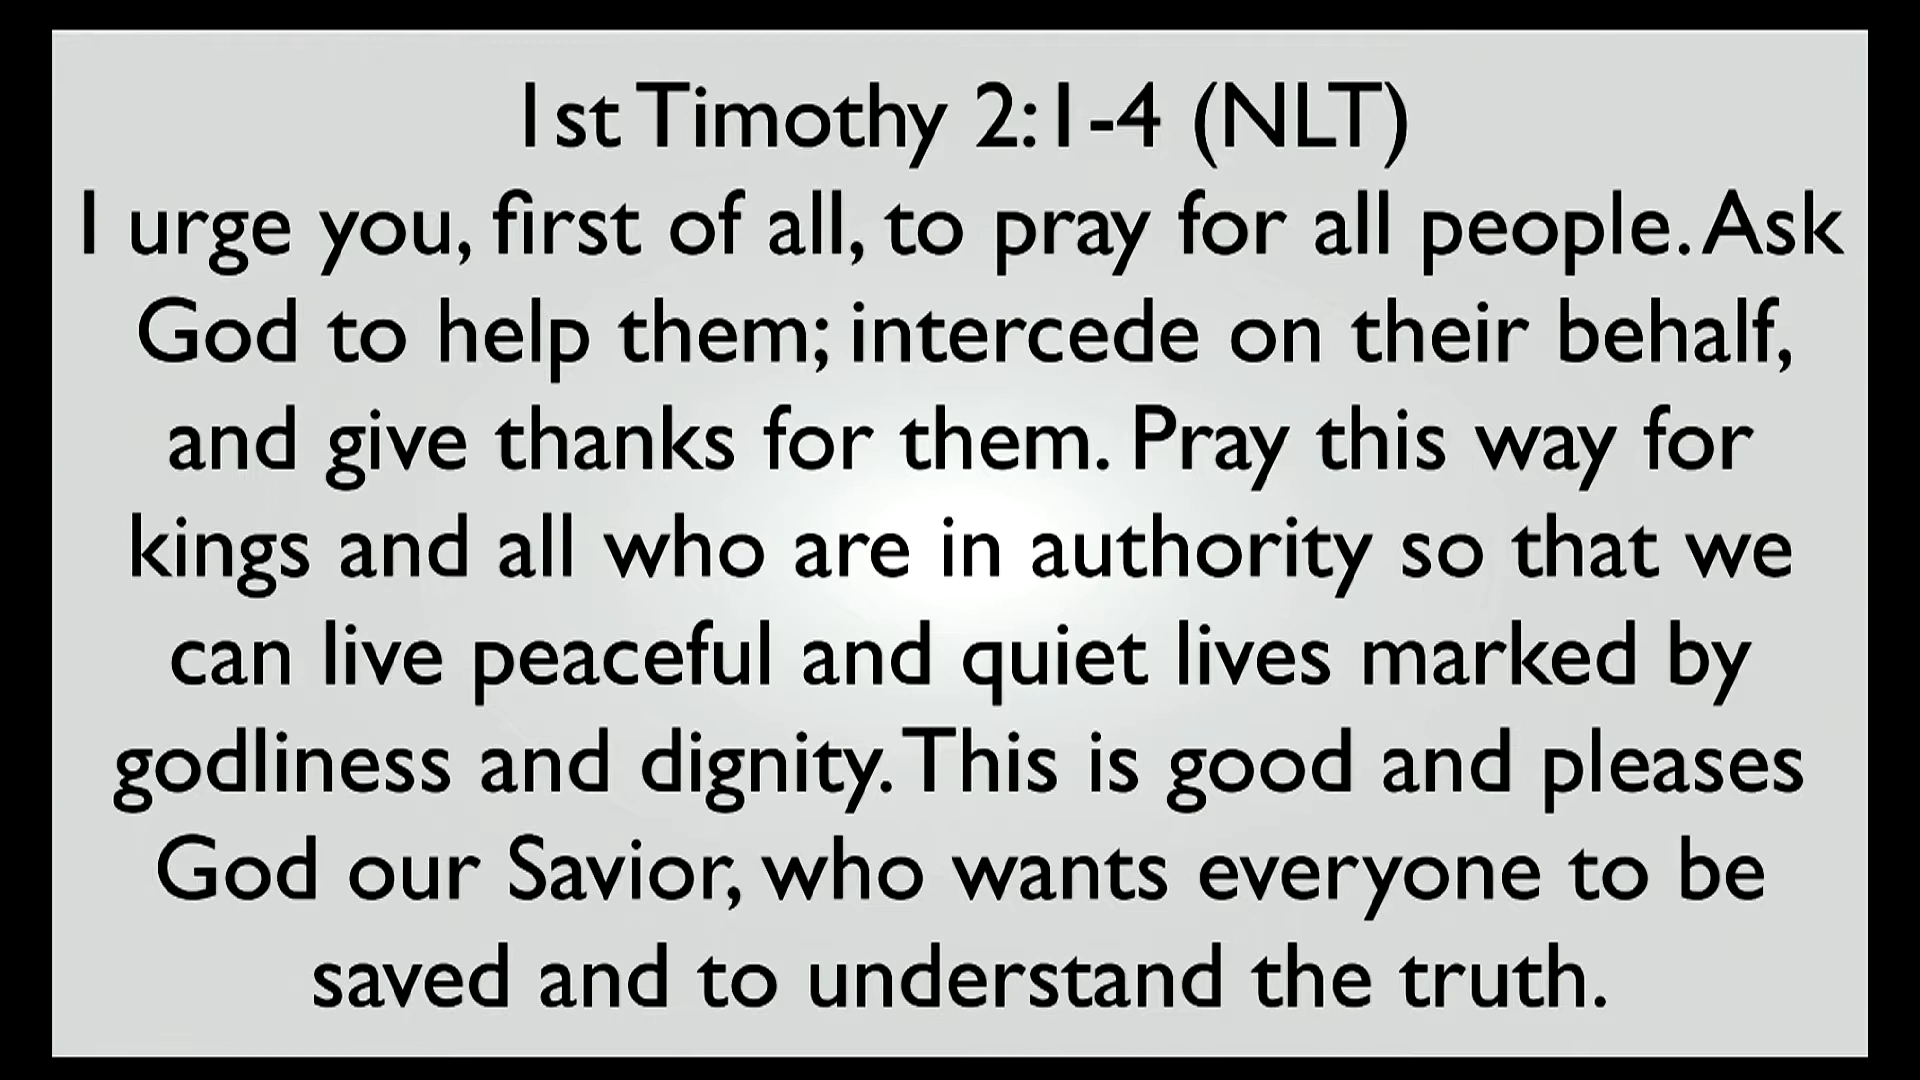 1st Timothy 2:1-4 (NLT)
I urge you, first of all, to pray for all people. Ask
God to help them; intercede on their behalf,
and give thanks for them. Pray this way for
kings and all who are in authority so that we
can live peaceful and quiet lives marked by
godliness and dignity. This is good and pleases
God our Savior, who wants everyone to be
saved and to understand the truth.